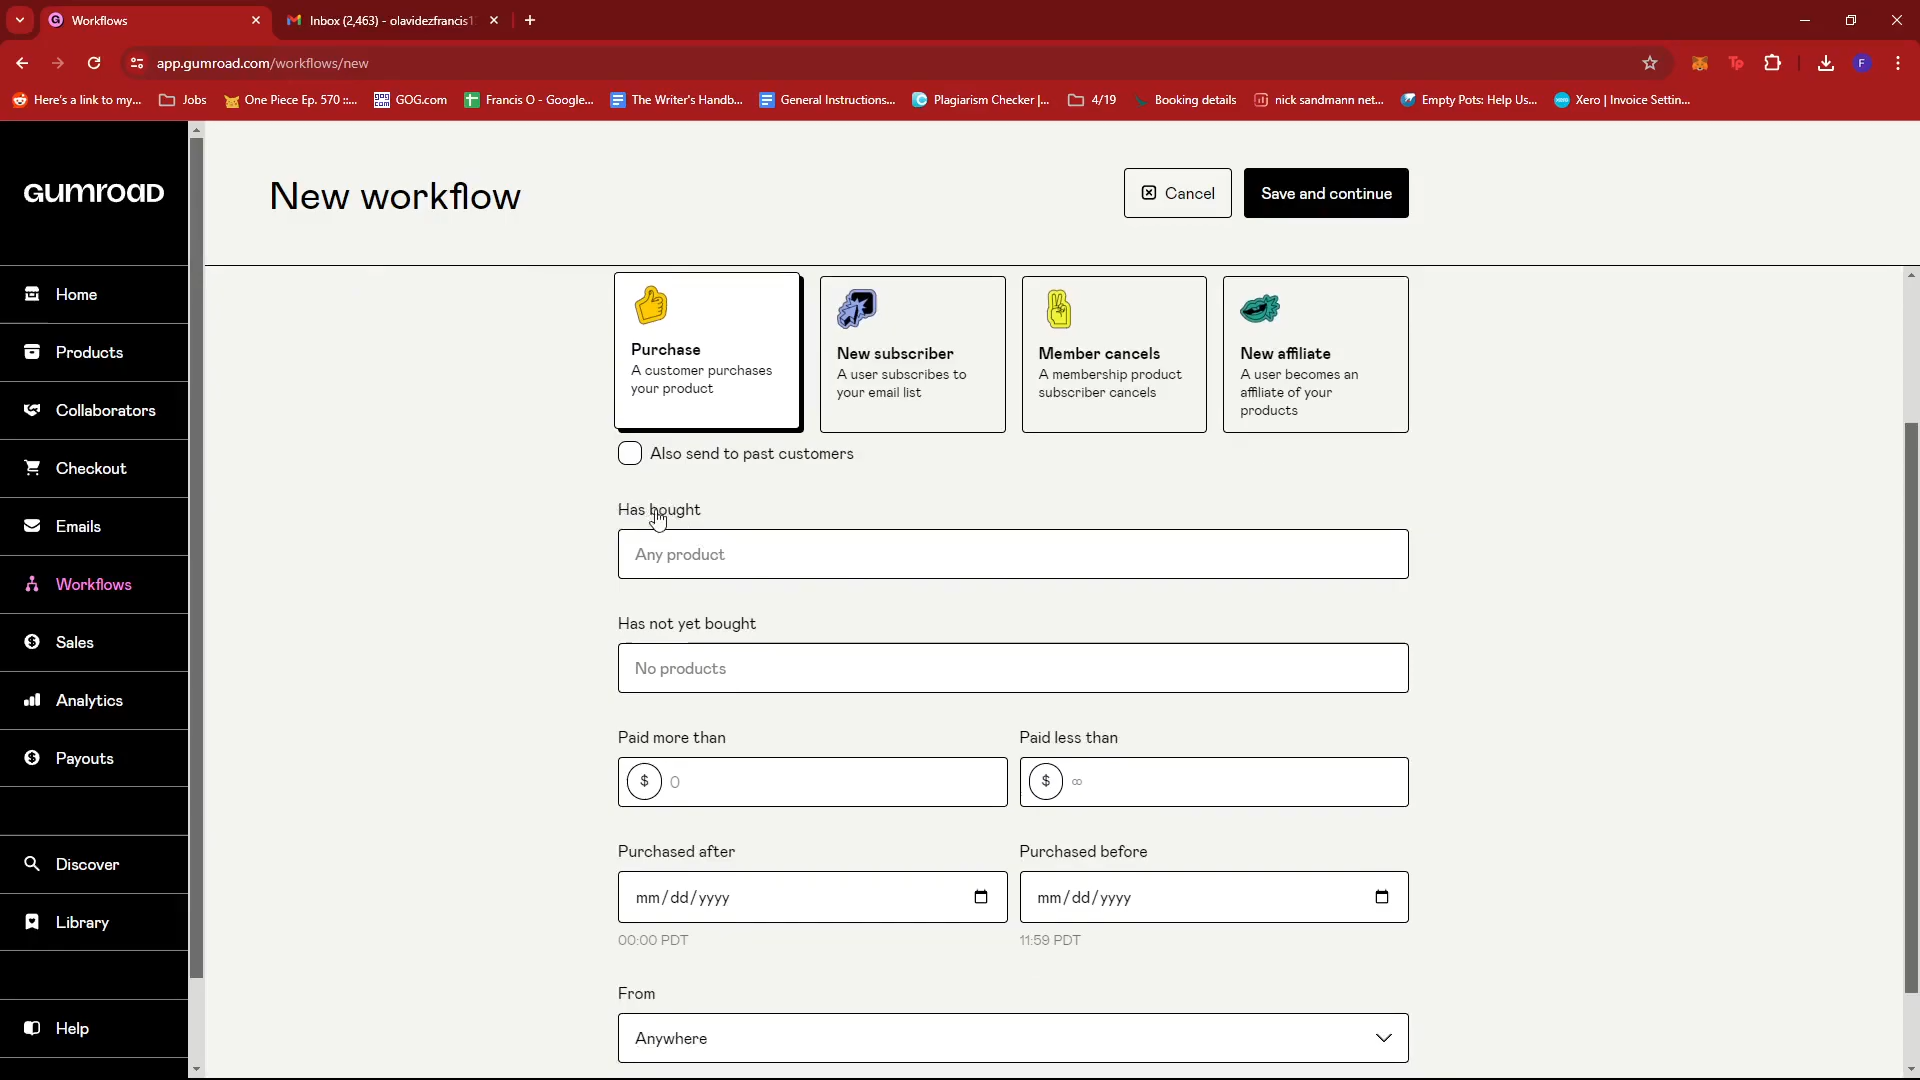 Workflows
Inbox (2,463) - olavidezfrancis1
app.gumroad.com/workflows/new
Here's a link to my...
Jobs
One Piece Ep. 570 ::...
GOG.com
Francis O - Google...
The Writer's Handb...
General Instructions...
Plagiarism Checker |...
4/19
Booking details
nick sandmann net...
Empty Pots: Help Us...
Xero | Invoice Settin...
GUMROAD
Home
Products
Collaborators
Checkout
Emails
Workflows
Sales
Analytics
Payouts
Discover
Library
Help
New workflow
Cancel
Save and continue
Purchase
A customer purchases
your product
New subscriber
A user subscribes to
your email list
Member cancels
A membership product
subscriber cancels
New affiliate
A user becomes an
affiliate of your
products
Also send to past customers
Has bought
Any product
Has not yet bought
No products
Paid more than
$ 0
Paid less than
$ ∞
Purchased after
mm/dd/yyyy
00:00 PDT
Purchased before
mm/dd/yyyy
11:59 PDT
From
Anywhere